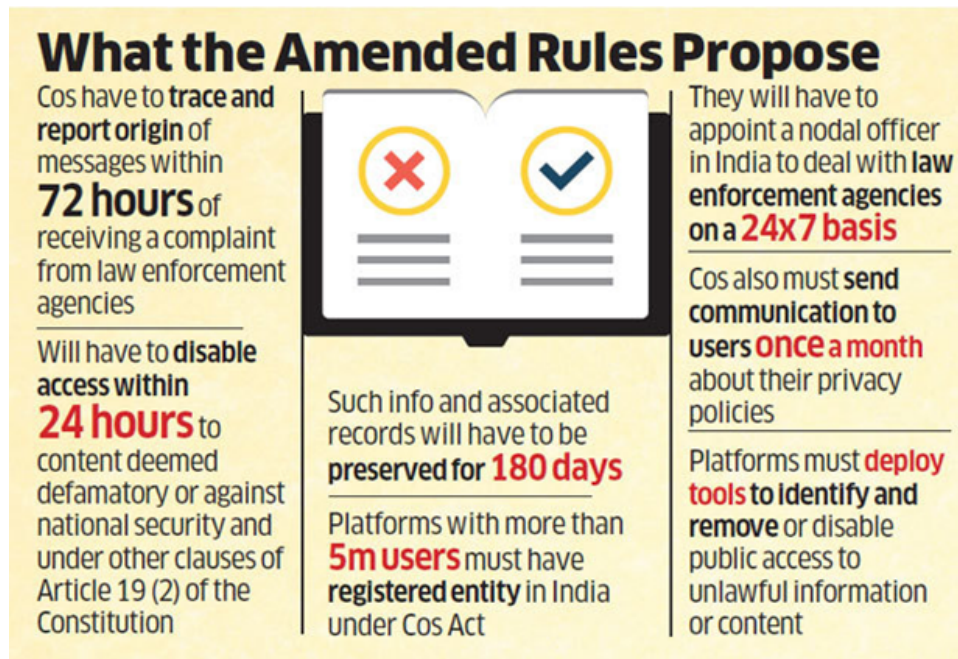 What the Amended Rules Propose
Cos have to trace and
report origin of
messages within
72 hours of
receiving a complaint
from law enforcement
agencies
Will have to disable
access within
24 hours to
content deemed
defamatory or against
national security and
under other clauses of
Article 19 (2) of the
Constitution
Such info and associated
records will have to be
preserved for 180 days
Platforms with more than
5m users must have
registered entity in India
under Cos Act
They will have to
appoint a nodal officer
in India to deal with law
enforcement agencies
on a 24x7 basis
Cos also must send
communication to
users once a month
about their privacy
policies
Platforms must deploy
tools to identify and
remove or disable
public access to
unlawful information
or content